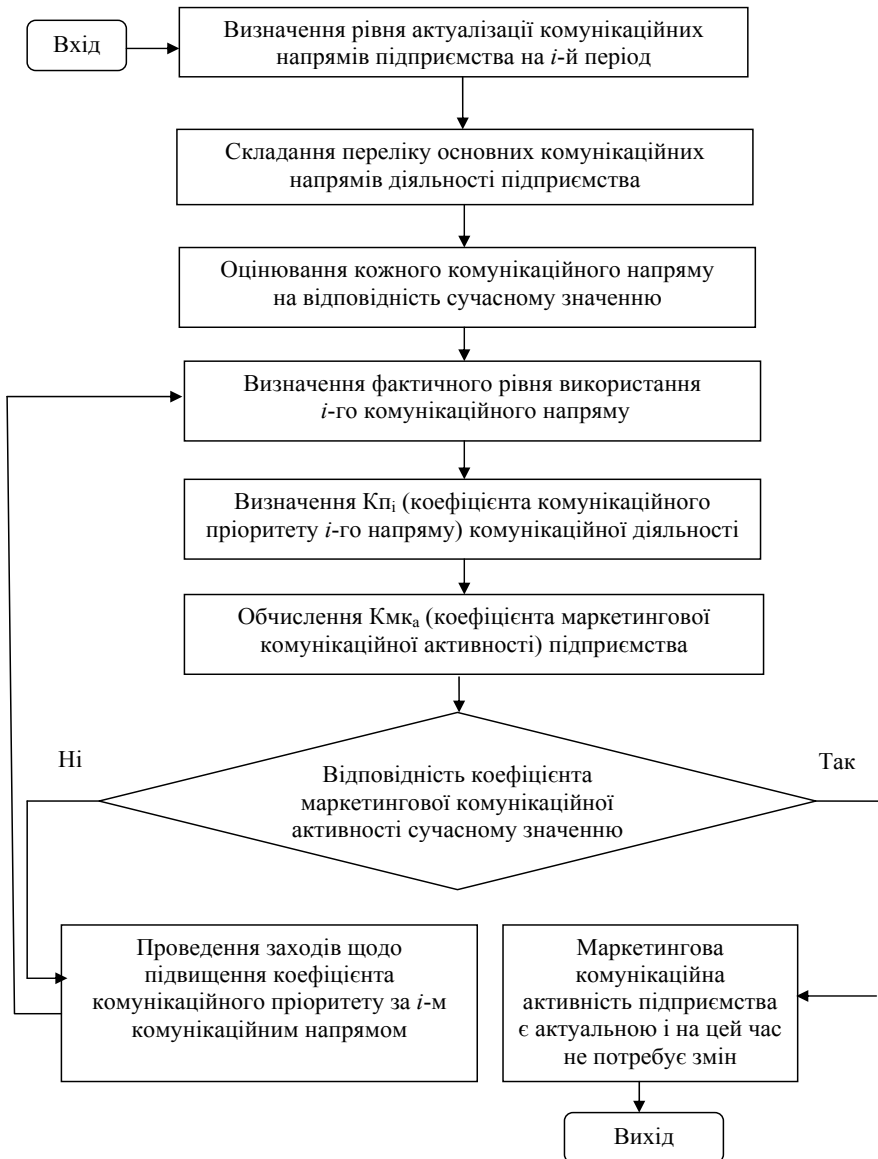 Вхід
Визначення рівня актуалізації комунікаційних
напрямів підприємства на i-й період
Складання переліку основних комунікаційних
напрямів діяльності підприємства
Оцінювання кожного комунікаційного напряму
на відповідність сучасному значенню
Визначення фактичного рівня використання
i-го комунікаційного напряму
Визначення Кпᵢ (коефіцієнта комунікаційного
пріоритету i-го напряму) комунікаційної діяльності
Обчислення Кмкₐ (коефіцієнта маркетингової
комунікаційної активності) підприємства
Ні
Так
Відповідність коефіцієнта
маркетингової комунікаційної
активності сучасному значенню
Проведення заходів щодо
підвищення коефіцієнта
комунікаційного пріоритету за i-м
комунікаційним напрямом
Маркетингова
комунікаційна
активність підприємства
є актуальною і на цей час
не потребує змін
Вихід